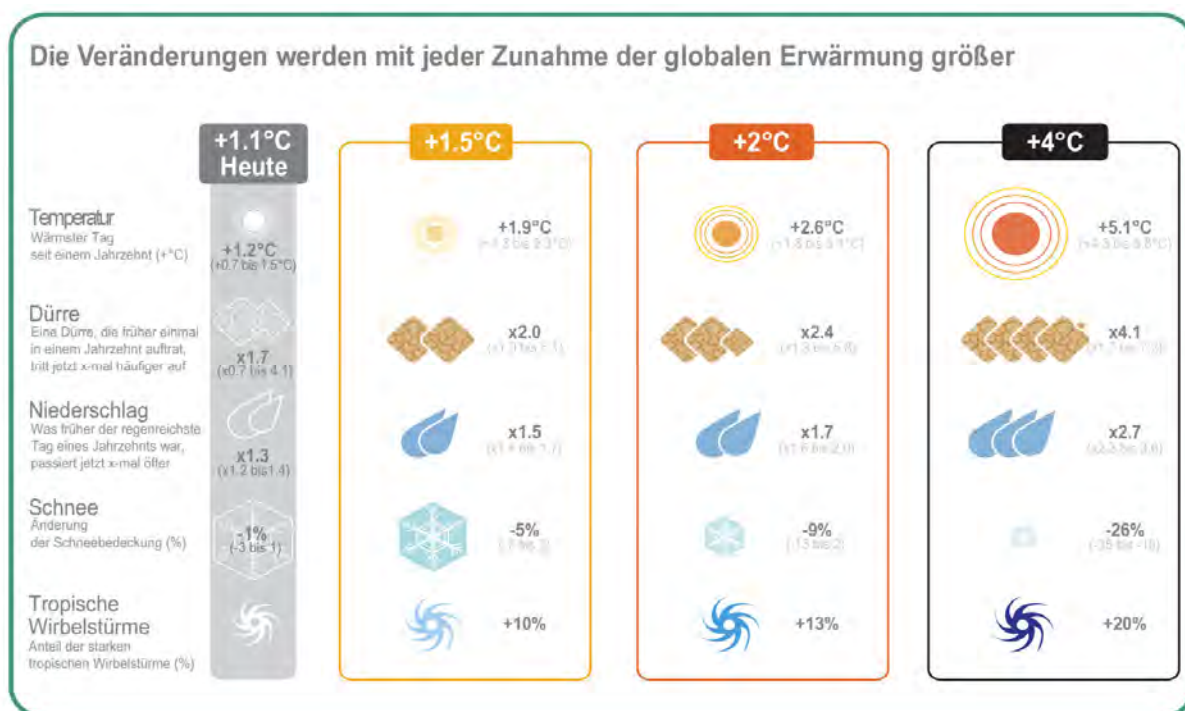 Die Veränderungen werden mit jeder Zunahme der globalen Erwärmung größer
+1.1°C
Heute
+1.5°C
+2°C
+4°C
Temperatur
Wärmster Tag
seit einem Jahrzehnt (+°C)
+1.2°C
(+0.7 bis 1.5°C)
+1.9°C
+2.6°C
+5.1°C
Dürre
Eine Dürre, die früher einmal
in einem Jahrzehnt auftrat,
tritt jetzt x-mal häufiger auf
x1.7
(x0.7 bis 4.1)
x2.0
x2.4
x4.1
Niederschlag
Was früher der regenreichste
Tag eines Jahrzehnts war,
passiert jetzt x-mal öfter
x1.3
(x1.2 bis1.4)
x1.5
x1.7
x2.7
Schnee
Änderung
der Schneebedeckung (%)
-1%
(-3 bis 1)
-5%
-9%
-26%
Tropische
Wirbelstürme
Anteil der starken
tropischen Wirbelstürme (%)
+10%
+13%
+20%